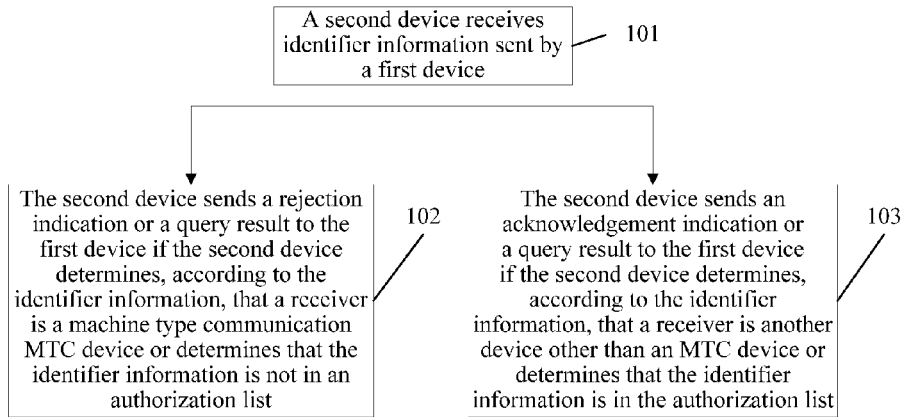 A second device receives
identifier information sent by
a first device
101
The second device sends a rejection
indication or a query result to the
first device if the second device
determines, according to the
identifier information, that a receiver
is a machine type communication
MTC device or determines that the
identifier information is not in an
authorization list
102
The second device sends an
acknowledgement indication or
a query result to the first device
if the second device determines,
according to the identifier
information, that a receiver is another
device other than an MTC device or
determines that the identifier
information is in the authorization list
103